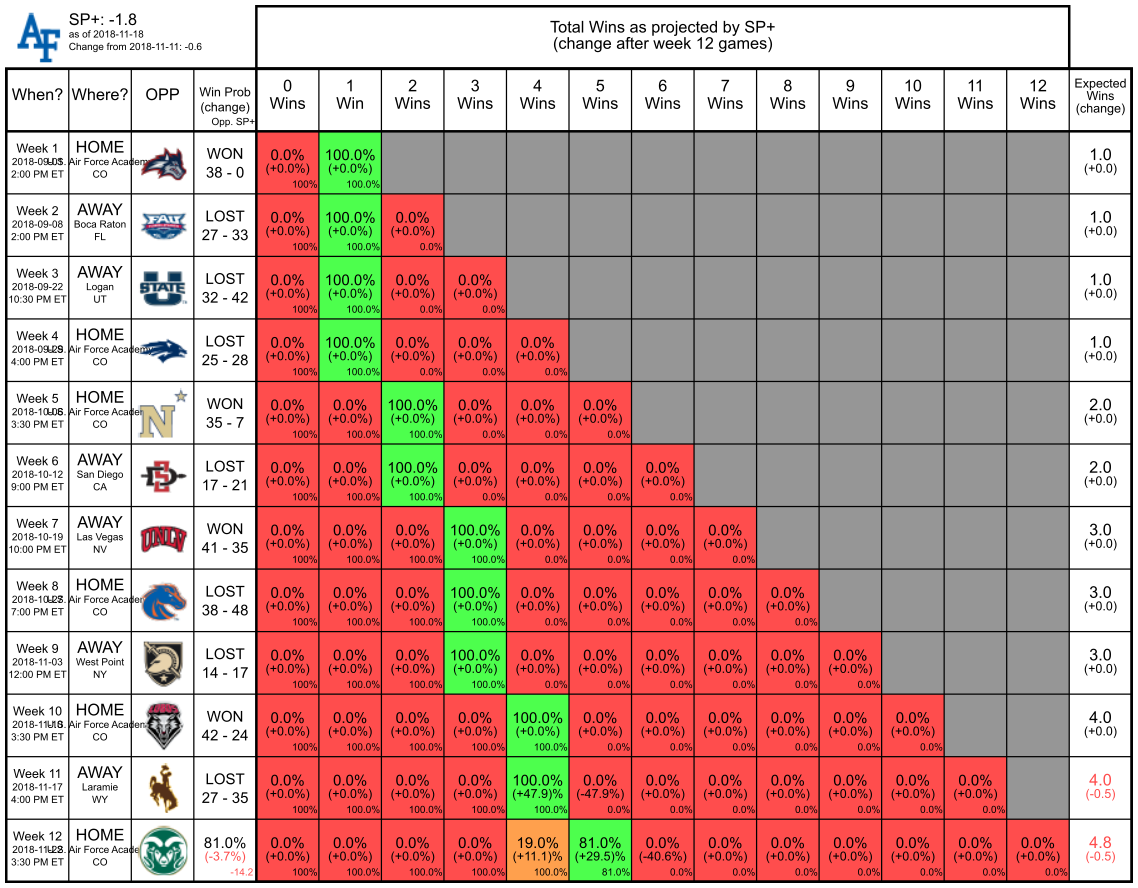 SP+: -1.8
as of 2018-11-18
Change from 2018-11-11: -0.6
Total Wins as projected by SP+
(change after week 12 games)
When? Where? OPP
Win Prob
(change)
Opp. SP+
0 1 2 3 4 5 6 7 8 9 10 11 12
Wins Win Wins Wins Wins Wins Wins Wins Wins Wins Wins Wins Wins
Expected
Wins
(change)
Week 1 HOME WON 0.0% 100.0% 1.0
Air Force Academy 38 - 0 (+0.0%) (+0.0%) (+0.0)
2:00 PM ET CO 100% 100.0%
Week 2 AWAY FAU LOST 0.0% 100.0% 0.0% 1.0
2018-09-08 Boca Raton 27 - 33 (+0.0%) (+0.0%) (+0.0%) (+0.0)
2:00 PM ET FL 100% 100.0% 0.0%
Week 3 AWAY STATE LOST 0.0% 100.0% 0.0% 0.0% 1.0
2018-09-22 Logan 32 - 42 (+0.0%) (+0.0%) (+0.0%) (+0.0%) (+0.0)
10:30 PM ET UT 100% 100.0% 0.0% 0.0%
Week 4 HOME LOST 0.0% 100.0% 0.0% 0.0% 0.0% 1.0
Air Force Academy 25 - 28 (+0.0%) (+0.0%) (+0.0%) (+0.0%) (+0.0%) (+0.0)
4:00 PM ET CO 100% 100.0% 0.0% 0.0% 0.0%
Week 5 HOME N WON 0.0% 0.0% 100.0% 0.0% 0.0% 0.0% 2.0
Air Force 35 - 7 (+0.0%) (+0.0%) (+0.0%) (+0.0%) (+0.0%) (+0.0%) (+0.0)
3:30 PM ET CO 100% 100.0% 100.0% 0.0% 0.0% 0.0%
Week 6 AWAY SD LOST 0.0% 0.0% 100.0% 0.0% 0.0% 0.0% 0.0% 2.0
2018-10-12 San Diego 17 - 21 (+0.0%) (+0.0%) (+0.0%) (+0.0%) (+0.0%) (+0.0%) (+0.0%) (+0.0)
9:00 PM ET CA 100% 100.0% 100.0% 0.0% 0.0% 0.0% 0.0%
Week 7 AWAY UNLV WON 0.0% 0.0% 0.0% 100.0% 0.0% 0.0% 0.0% 0.0% 3.0
2018-10-19 Las Vegas 41 - 35 (+0.0%) (+0.0%) (+0.0%) (+0.0%) (+0.0%) (+0.0%) (+0.0%) (+0.0%) (+0.0)
10:00 PM ET NV 100% 100.0% 100.0% 100.0% 0.0% 0.0% 0.0% 0.0%
Week 8 HOME LOST 0.0% 0.0% 0.0% 100.0% 0.0% 0.0% 0.0% 0.0% 0.0% 3.0
Air Force 38 - 48 (+0.0%) (+0.0%) (+0.0%) (+0.0%) (+0.0%) (+0.0%) (+0.0%) (+0.0%) (+0.0%) (+0.0)
7:00 PM ET CO 100% 100.0% 100.0% 100.0% 0.0% 0.0% 0.0% 0.0% 0.0%
Week 9 AWAY LOST 0.0% 0.0% 0.0% 100.0% 0.0% 0.0% 0.0% 0.0% 0.0% 0.0% 3.0
2018-11-03 West Point 14 - 17 (+0.0%) (+0.0%) (+0.0%) (+0.0%) (+0.0%) (+0.0%) (+0.0%) (+0.0%) (+0.0%) (+0.0%) (+0.0)
12:00 PM ET NY 100% 100.0% 100.0% 100.0% 0.0% 0.0% 0.0% 0.0% 0.0% 0.0%
Week 10 HOME WON 0.0% 0.0% 0.0% 0.0% 100.0% 0.0% 0.0% 0.0% 0.0% 0.0% 0.0% 4.0
Air Force 42 - 24 (+0.0%) (+0.0%) (+0.0%) (+0.0%) (+0.0%) (+0.0%) (+0.0%) (+0.0%) (+0.0%) (+0.0%) (+0.0%) (+0.0)
3:30 PM ET CO 100% 100.0% 100.0% 100.0% 100.0% 0.0% 0.0% 0.0% 0.0% 0.0% 0.0%
Week 11 AWAY LOST 0.0% 0.0% 0.0% 0.0% 100.0% 0.0% 0.0% 0.0% 0.0% 0.0% 0.0% 0.0% 4.0
2018-11-17 Laramie 27 - 35 (+0.0%) (+0.0%) (+0.0%) (+0.0%) (+47.9)% (-47.9%) (+0.0%) (+0.0%) (+0.0%) (+0.0%) (+0.0%) (+0.0%) (-0.5)
4:00 PM ET WY 100% 100.0% 100.0% 100.0% 100.0% 0.0% 0.0% 0.0% 0.0% 0.0% 0.0% 0.0%
Week 12 HOME 81.0% 0.0% 0.0% 0.0% 0.0% 19.0% 81.0% 0.0% 0.0% 0.0% 0.0% 0.0% 0.0% 0.0% 4.8
Air Force (-3.7%) (+0.0%) (+0.0%) (+0.0%) (+0.0%) (+11.1)% (+29.5)% (-40.6%) (+0.0%) (+0.0%) (+0.0%) (+0.0%) (+0.0%) (+0.0%) (-0.5)
3:30 PM ET CO -14.2 100% 100.0% 100.0% 100.0% 100.0% 81.0% 0.0% 0.0% 0.0% 0.0% 0.0% 0.0% 0.0%